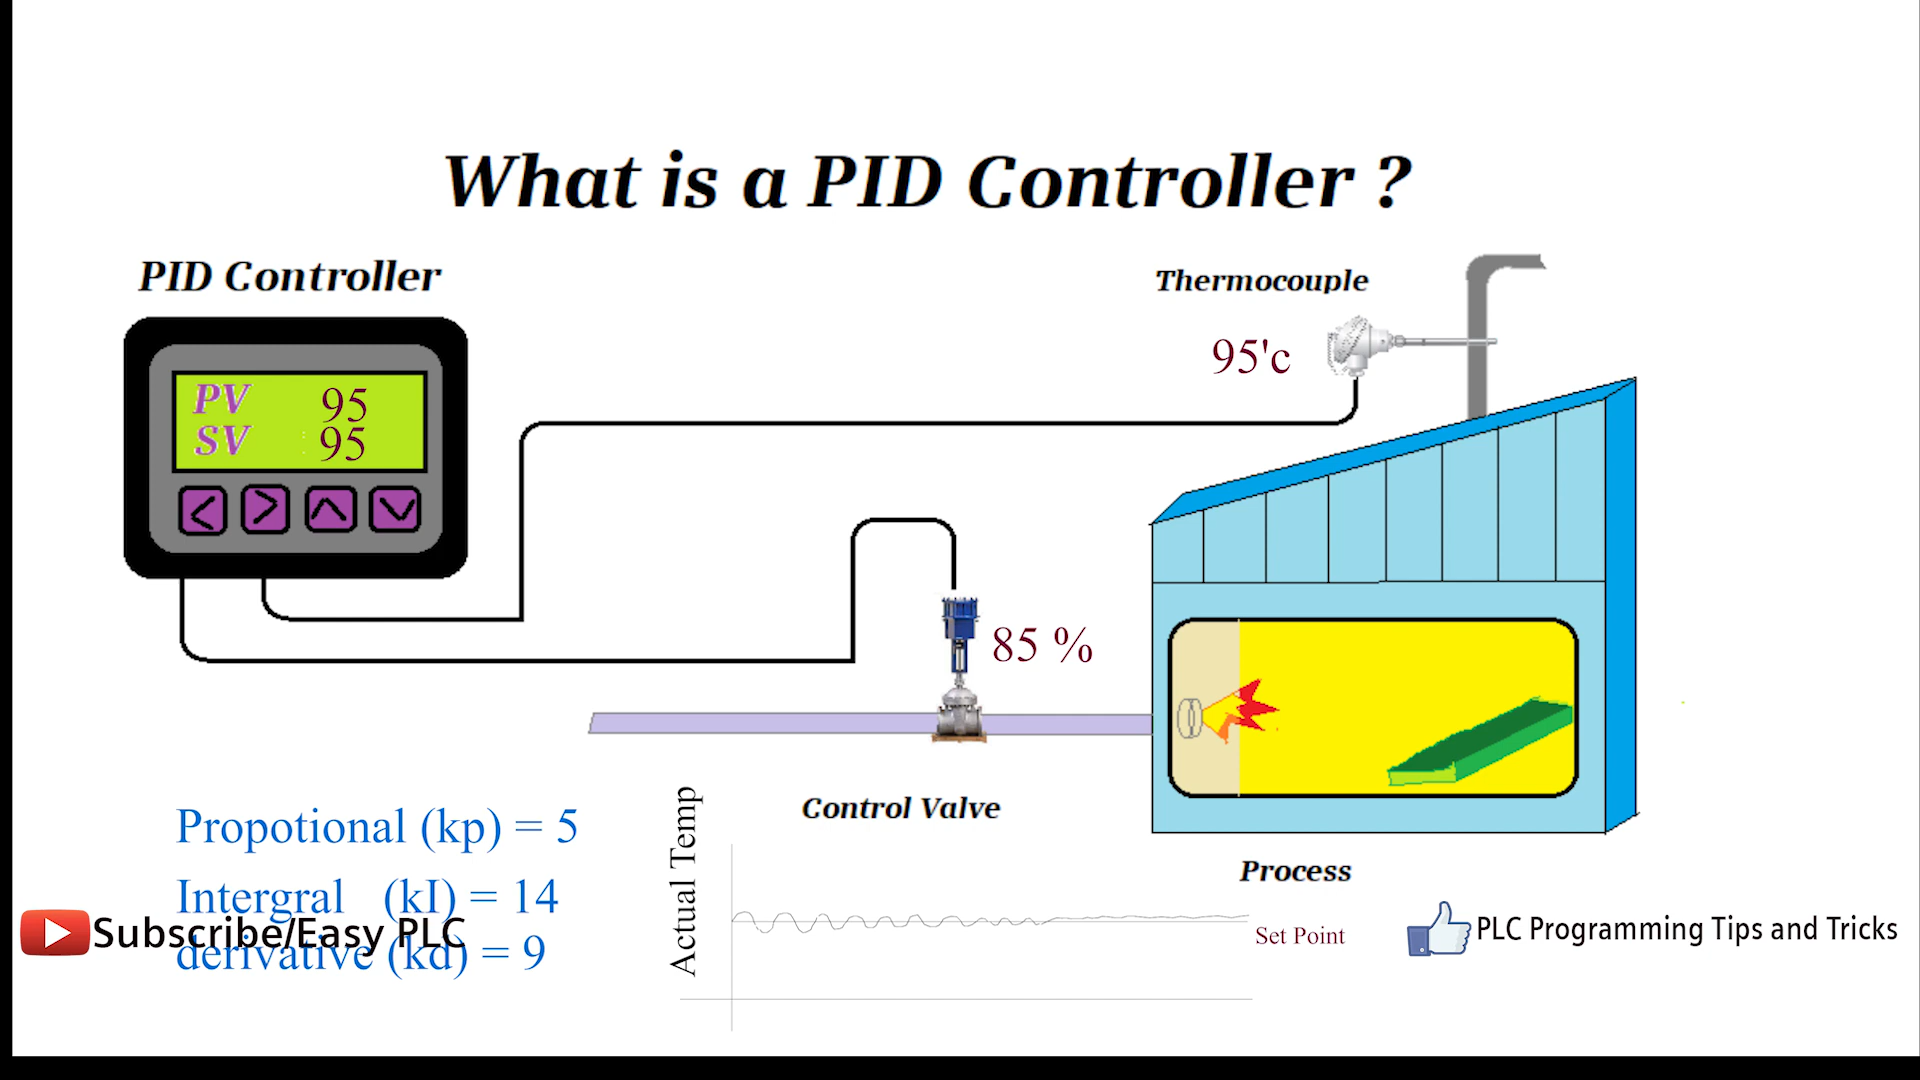 What is a PID Controller ?
PID Controller
Thermocouple
95'c
PV 95
SV 95
85 %
Control Valve
Process
Propotional (kp) = 5
Intergral (kI) = 14
derivative (kd) = 9
Subscribe/Easy PLC
Actual Temp
Set Point
PLC Programming Tips and Tricks